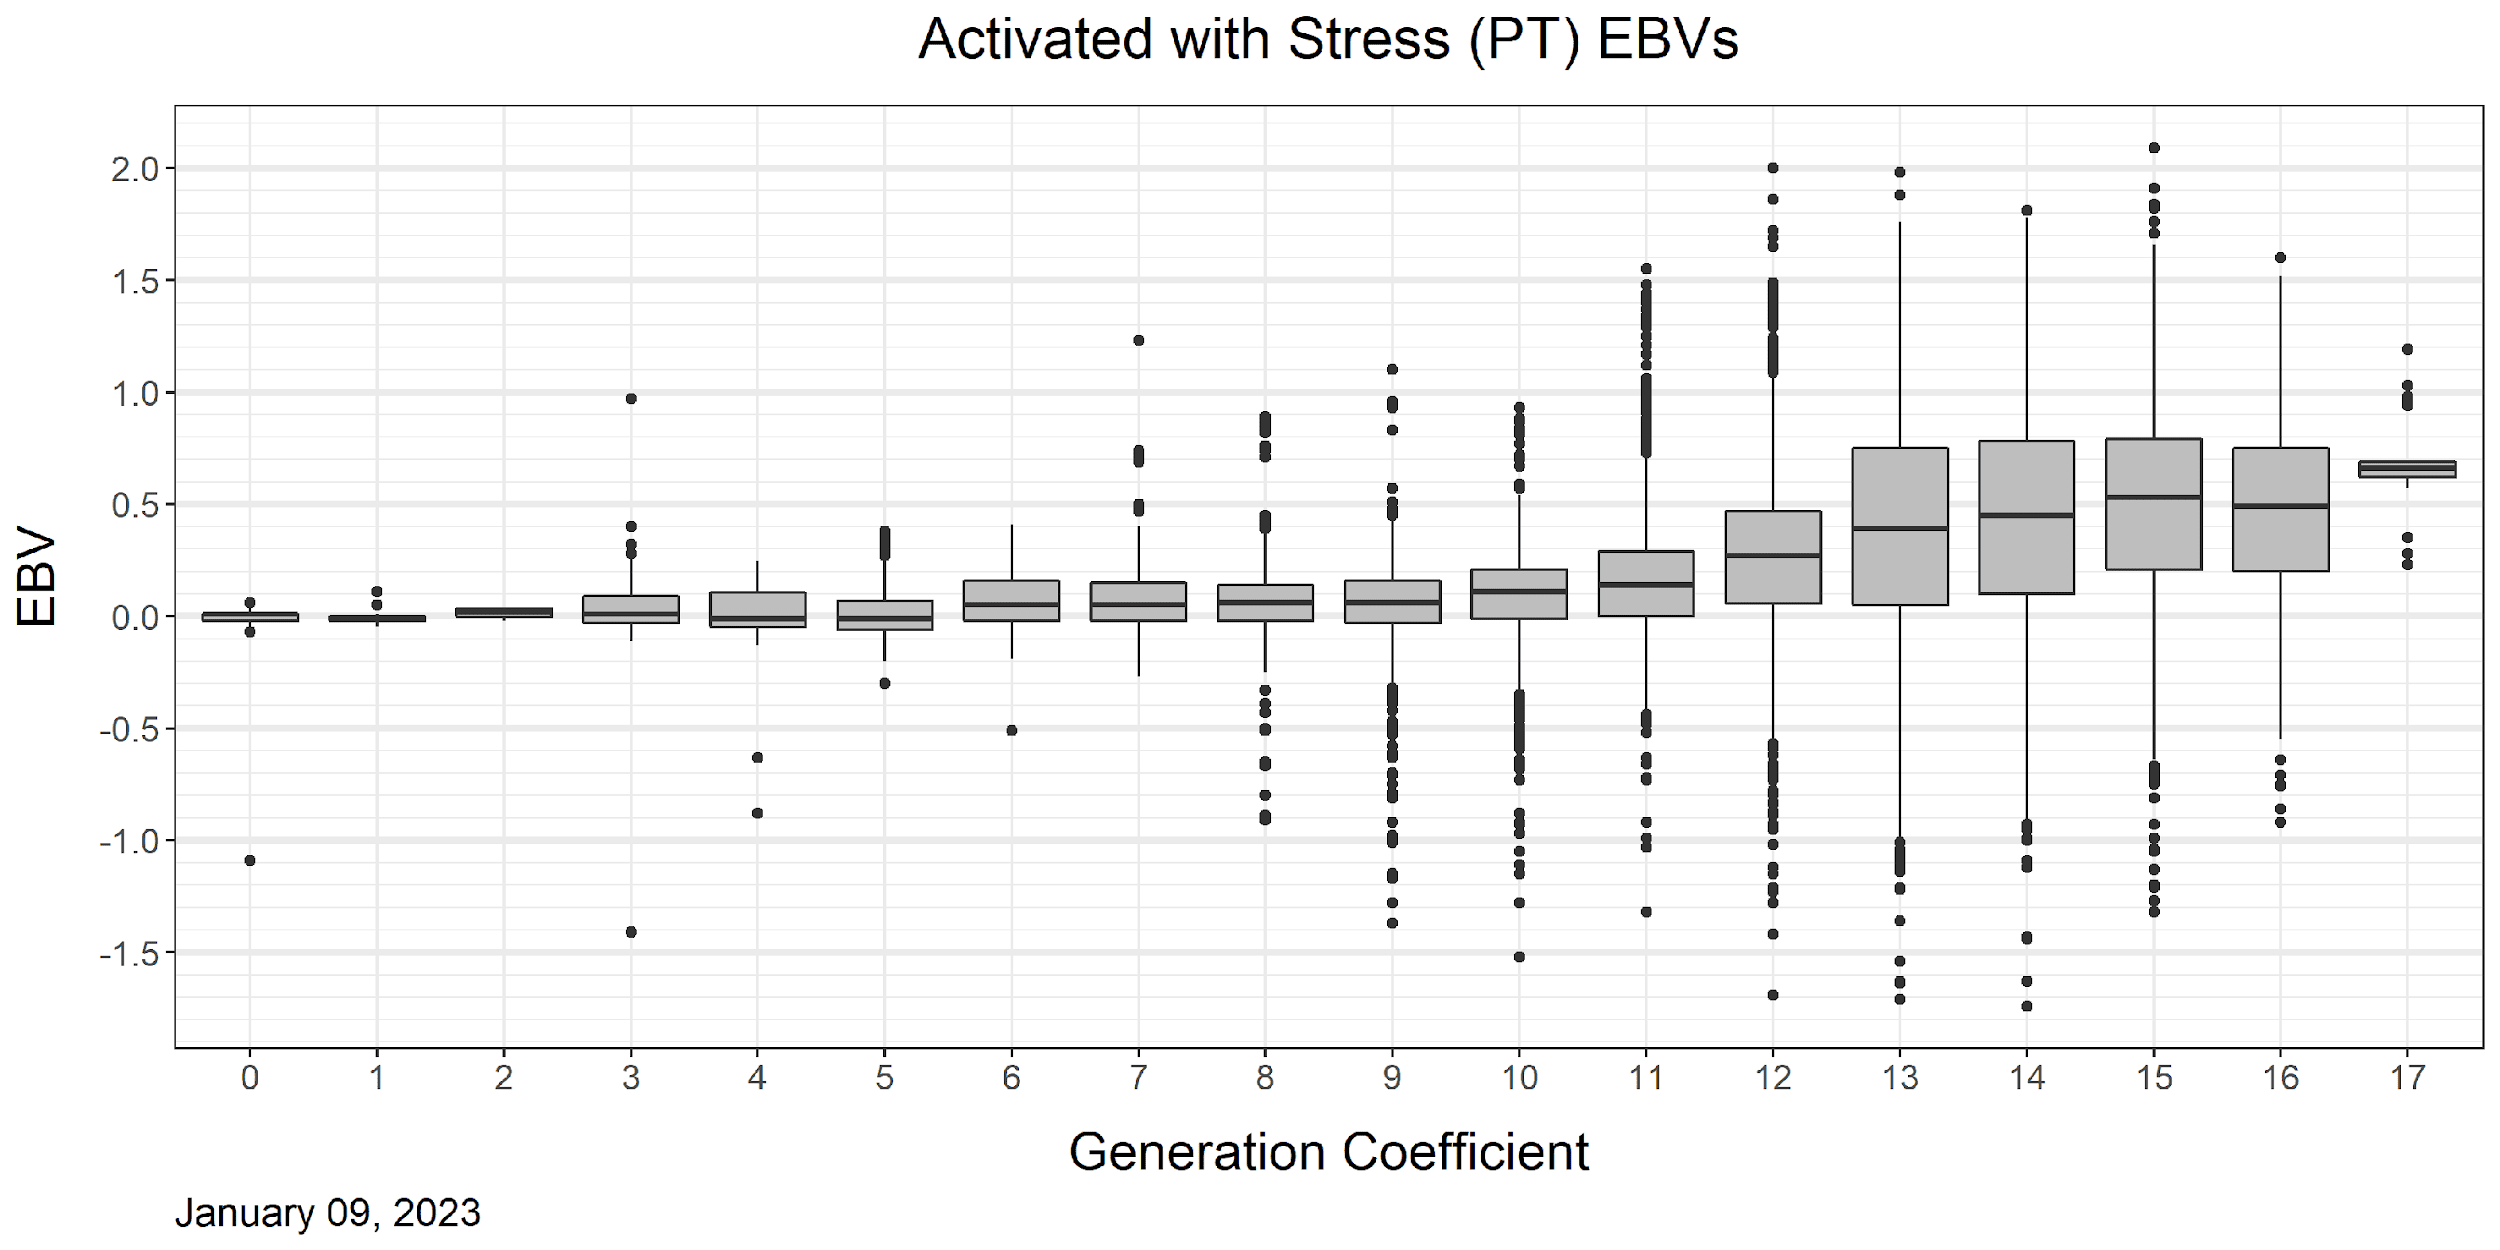 Activated with Stress (PT) EBVs
EBV
2.0
1.5
1.0
0.5
0.0
-0.5
-1.0
-1.5
0 1 2 3 4 5 6 7 8 9 10 11 12 13 14 15 16 17
Generation Coefficient
January 09, 2023